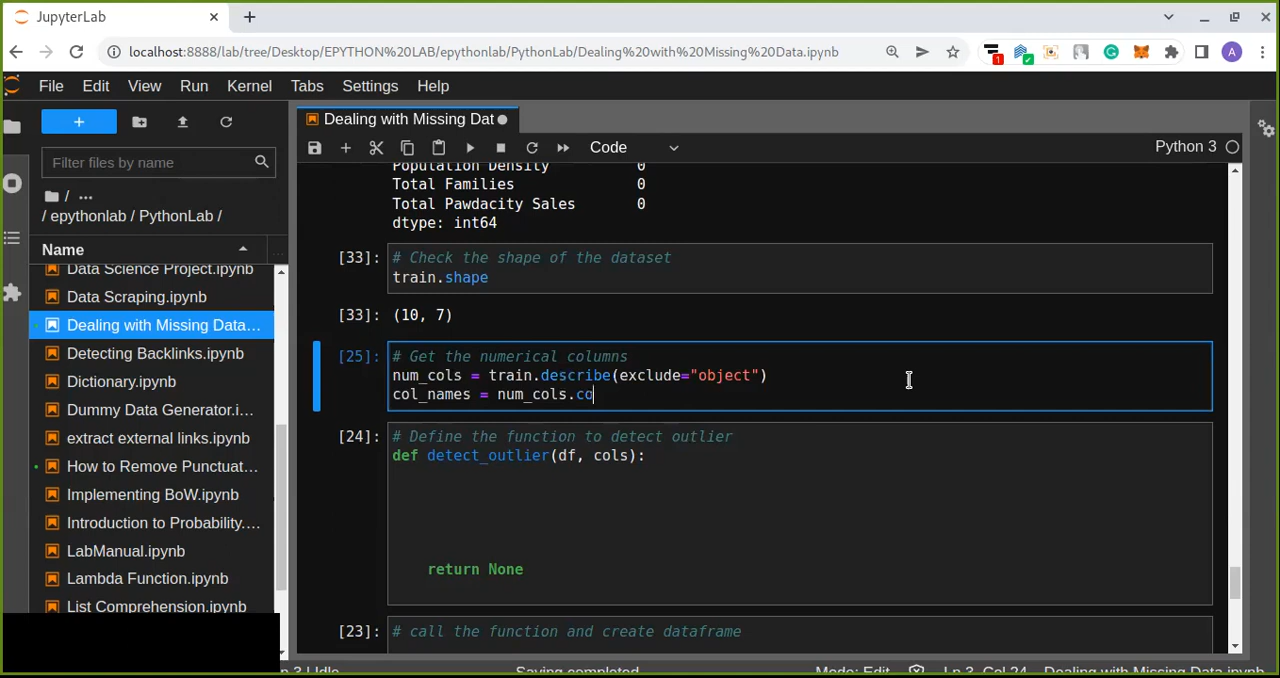 JupyterLab
localhost:8888/lab/tree/Desktop/EPYTHON%20LAB/epythonlab/PythonLab/Dealing%20with%20Missing%20Data.ipynb
1
A
File Edit View Run Kernel Tabs Settings Help
Dealing with Missing Dat
Filter files by name
Code
Python 3
/ ...
/ epythonlab / PythonLab /
Name
Data Science Project.ipynb
Data Scraping.ipynb
Dealing with Missing Data...
Detecting Backlinks.ipynb
Dictionary.ipynb
Dummy Data Generator.i...
extract external links.ipynb
How to Remove Punctuat...
Implementing BoW.ipynb
Introduction to Probability....
LabManual.ipynb
Lambda Function.ipynb
List Comprehension.ipynb
Population Density 0
Total Families 0
Total Pawdacity Sales 0
dtype: int64
[33]: # Check the shape of the dataset
train.shape
[33]: (10, 7)
[25]: # Get the numerical columns
num_cols = train.describe(exclude="object")
col_names = num_cols.co
[24]: # Define the function to detect outlier
def detect_outlier(df, cols):
return None
[23]: # call the function and create dataframe
3 | Idle Saving completed Mode: Edit Ln 3, Col 24 Dealing with Missing Data.ipynb